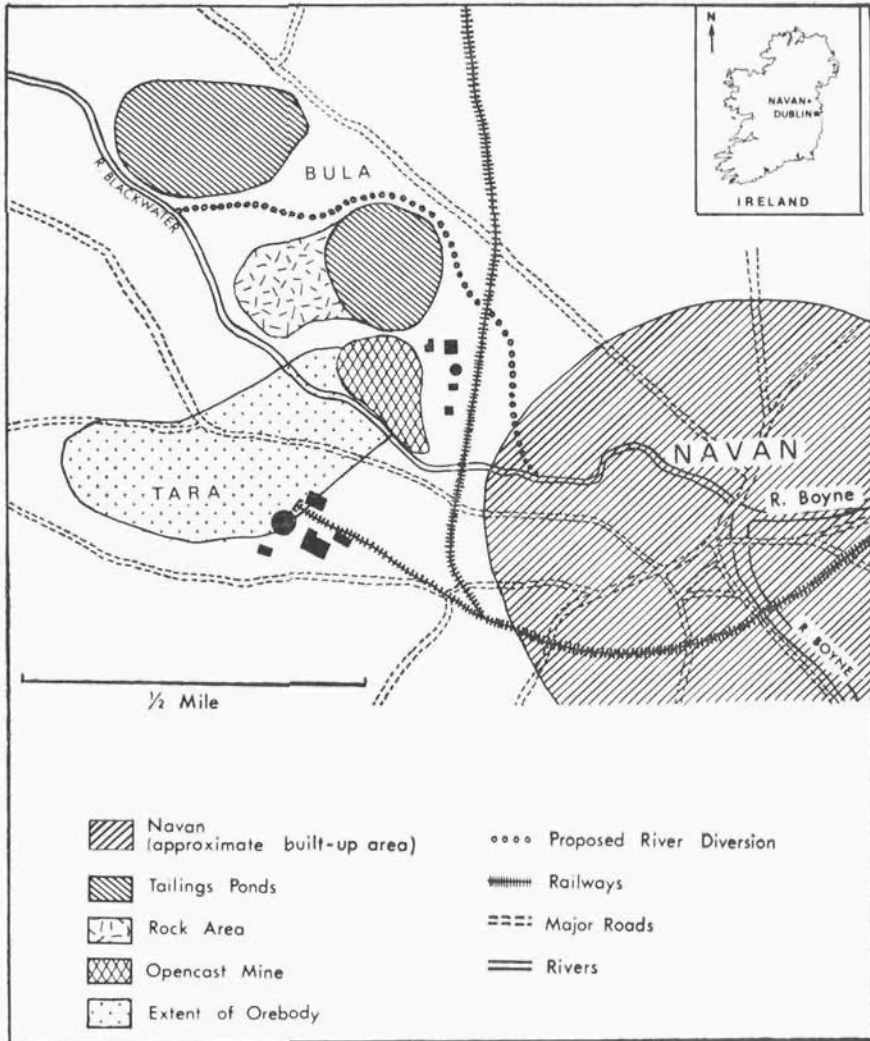 N
NAVAN
DUBLIN
IRELAND
R. BLACKWATER
BULA
NAVAN
R. Boyne
TARA
R. BOYNE
½ Mile
Navan
(approximate built-up area)
Tailings Ponds
Rock Area
Opencast Mine
Extent of Orebody
Proposed River Diversion
Railways
Major Roads
Rivers